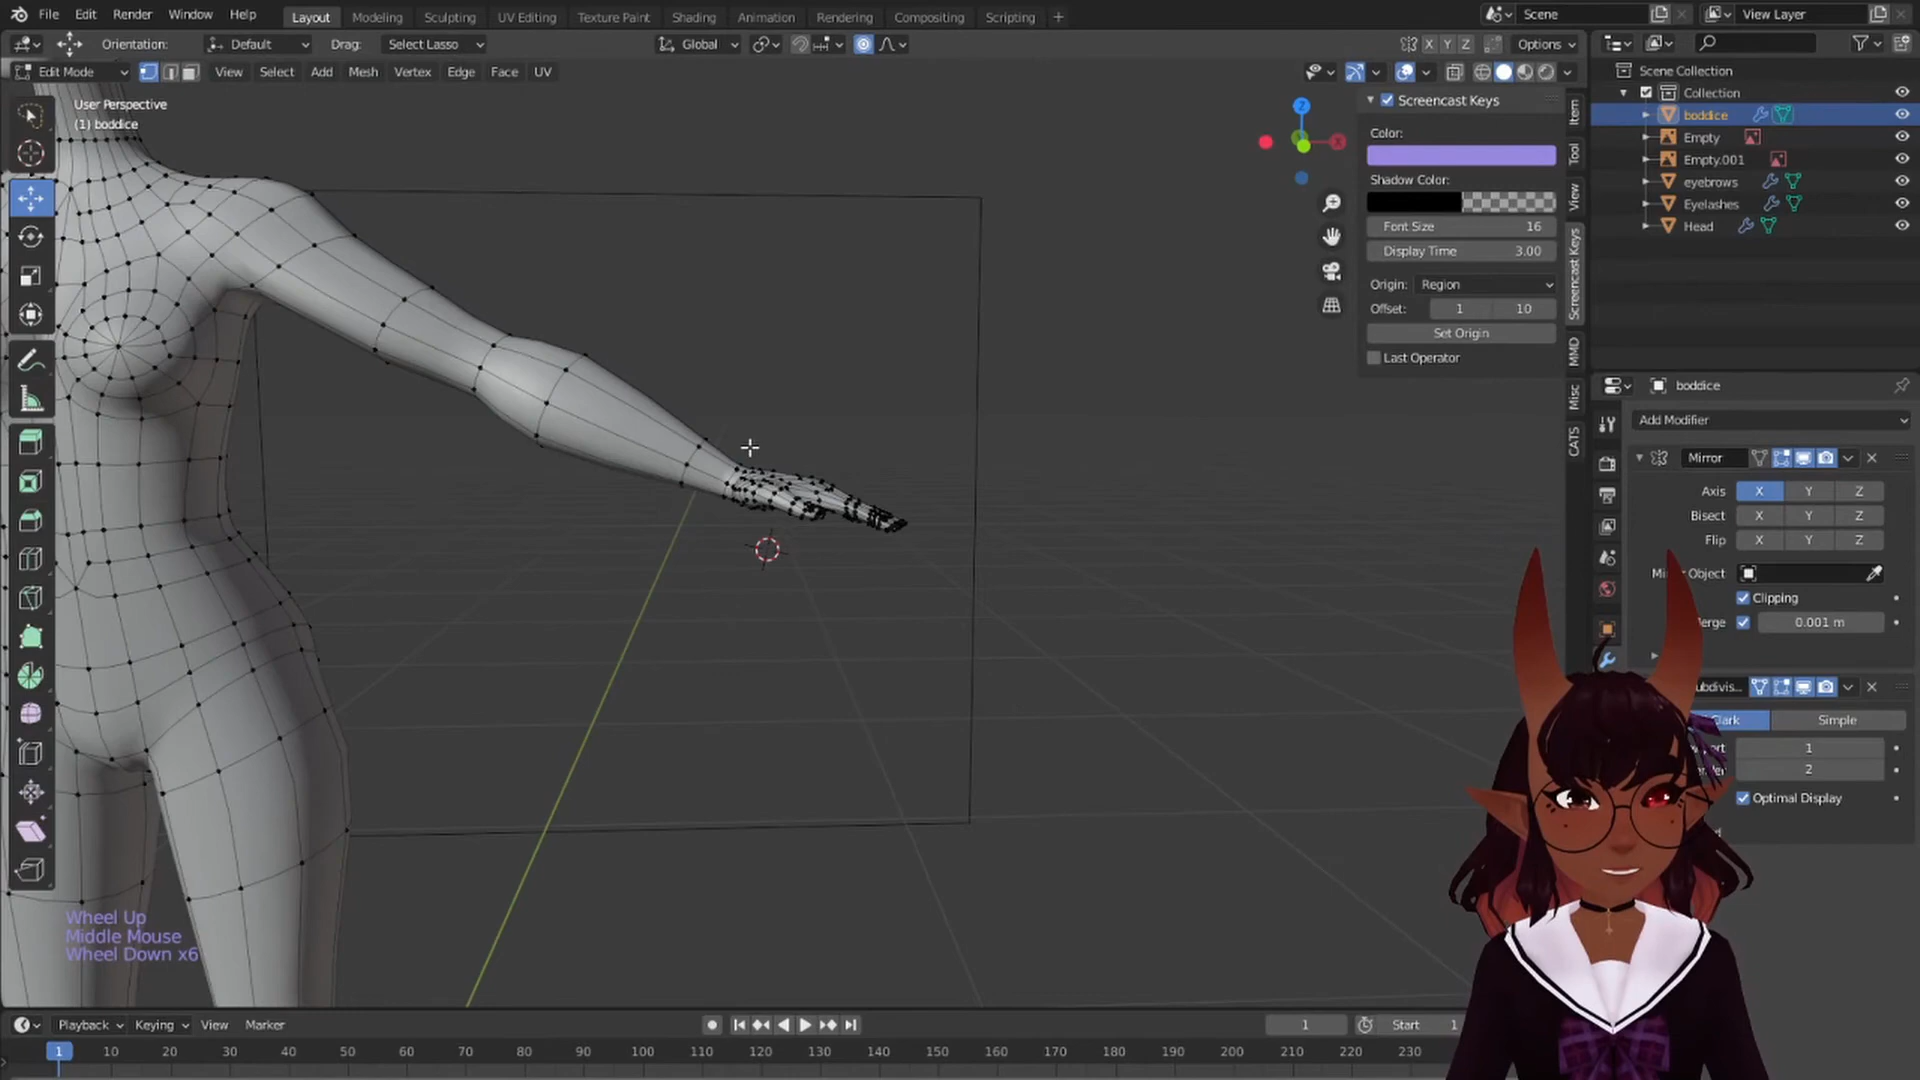 File Edit Render Window Help Layout Modeling Sculpting UV Editing Texture Paint Shading Animation Rendering Compositing Scripting + Scene View Layer
Orientation: Default Drag: Select Lasso Global X Y Z Options
Edit Mode View Select Add Mesh Vertex Edge Face UV
User Perspective
(1) boddice
Screencast Keys
Color:
Shadow Color:
Font Size 16
Display Time 3.00
Origin: Region
Offset: 1 10
Set Origin
Last Operator
Item
Tool
View
Screencast Keys
MMD
Misc
CATS
Z
X
Scene Collection
Collection
boddice
Empty
Empty.001
eyebrows
Eyelashes
Head
boddice
Add Modifier
Mirror
Axis X Y Z
Bisect X Y Z
Flip X Y Z
Object
Clipping
0.001 m
Simple
1
2
Optimal Display
Wheel Up
Middle Mouse
Wheel Down x6
Playback Keying View Marker 1 Start 1
1 10 20 30 40 50 60 70 80 90 100 110 120 130 140 150 160 170 180 190 200 210 220 230